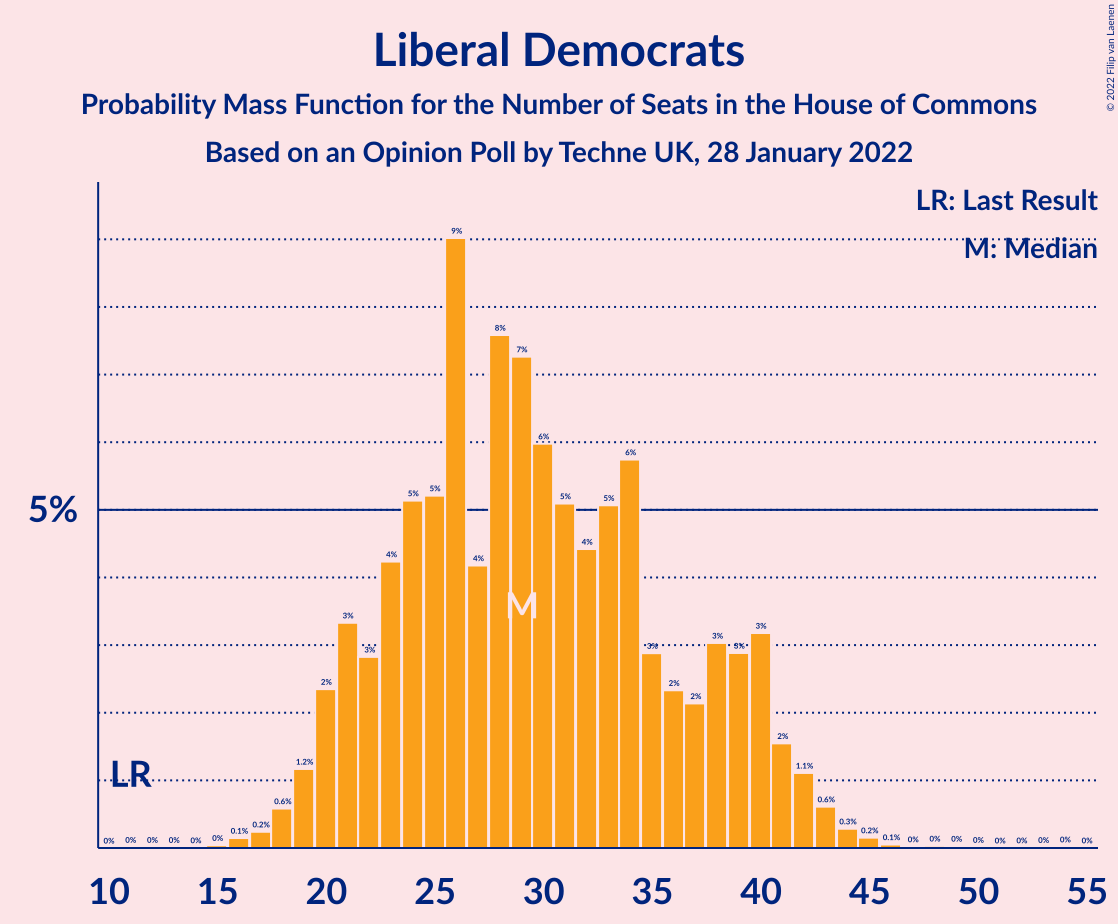 Liberal Democrats
Probability Mass Function for the Number of Seats in the House of Commons
Based on an Opinion Poll by Techne UK, 28 January 2022
© 2022 Filip van Laenen
LR: Last Result
M: Median
5%
LR
M
0% 0% 0% 0% 0% 0% 0.1% 0.2% 0.6% 1.2% 2% 3% 3% 4% 5% 5% 9% 4% 8% 7% 6% 5% 4% 5% 6% 3% 2% 2% 3% 3% 3% 2% 1.1% 0.6% 0.3% 0.2% 0.1% 0% 0% 0% 0% 0% 0% 0% 0% 0%
10 15 20 25 30 35 40 45 50 55